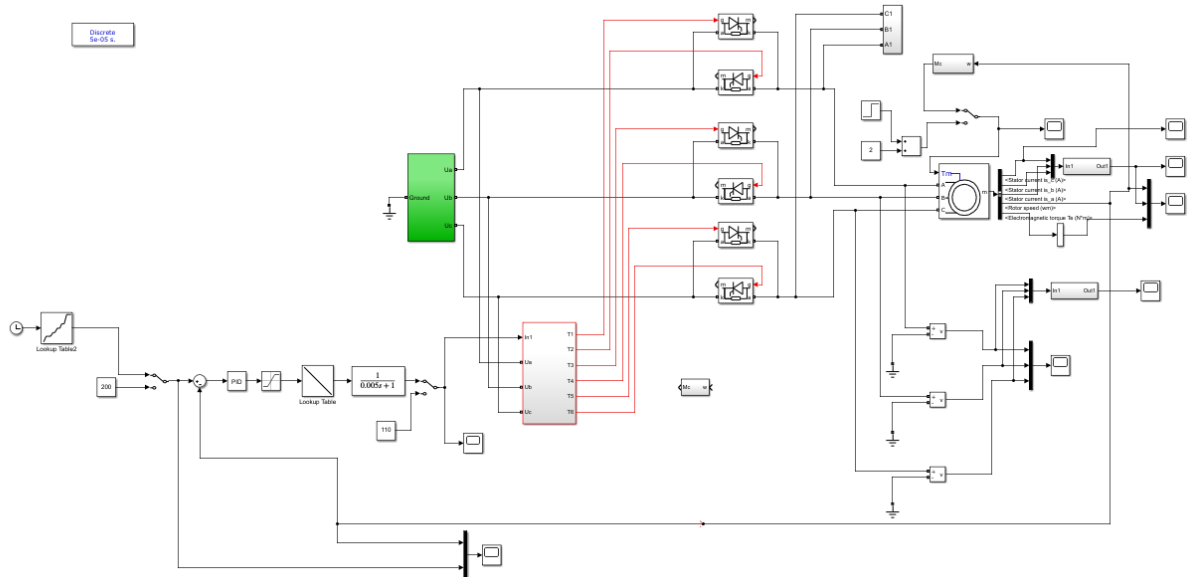 Discrete
5e-05 s.
g
m
a
k
C1
B1
A1
Mc
w
m
k
g
a
g
m
a
k
2
Tm
m
A
B
C
<Stator current is_c (A)>
<Stator current is_b (A)>
<Stator current is_a (A)>
<Rotor speed (wm)>
<Electromagnetic torque Te (N*m)>
In1
Out1
Ground
Ua
Ub
Uc
m
k
g
a
g
m
a
k
m
k
g
a
In1
Out1
Lookup Table2
200
PID
Lookup Table
1
0.005s+1
110
In1
Ua
Ub
Uc
T1
T2
T3
T4
T5
T6
Mc
w
+
-
v
+
-
v
+
-
v